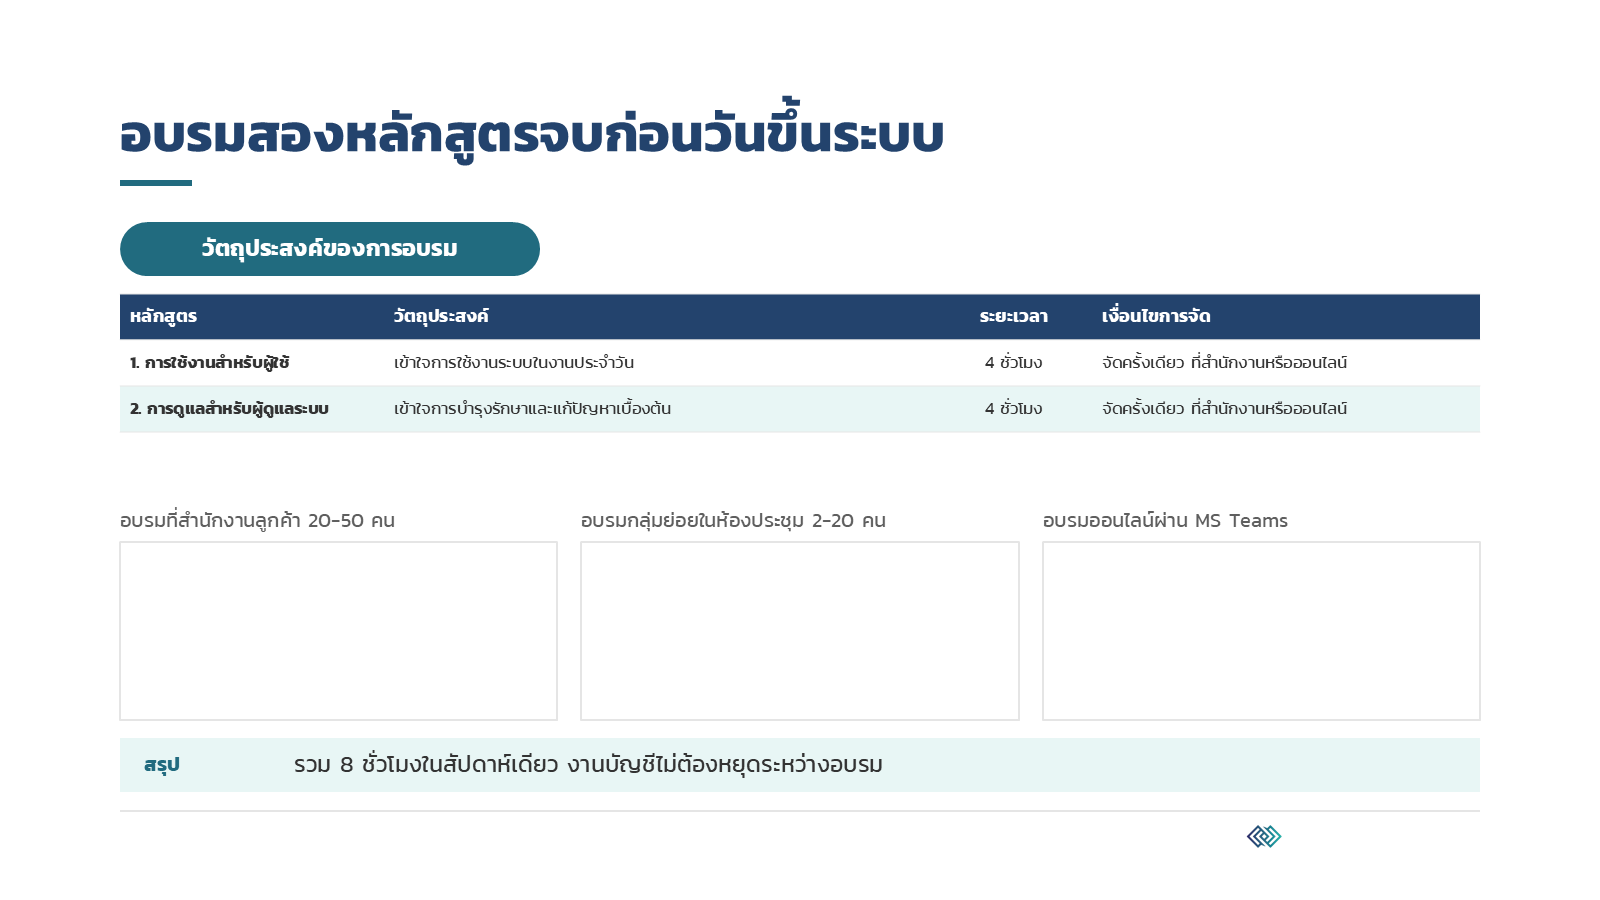 อบรมสองหลักสูตรจบก่อนวันขึ้นระบบ
วัตถุประสงค์ของการอบรม
หลักสูตร วัตถุประสงค์ ระยะเวลา เงื่อนไขการจัด
1. การใช้งานสำหรับผู้ใช้ เข้าใจการใช้งานระบบในงานประจำวัน 4 ชั่วโมง จัดครั้งเดียว ที่สำนักงานหรือออนไลน์
2. การดูแลสำหรับผู้ดูแลระบบ เข้าใจการบำรุงรักษาและแก้ปัญหาเบื้องต้น 4 ชั่วโมง จัดครั้งเดียว ที่สำนักงานหรือออนไลน์
อบรมที่สำนักงานลูกค้า 20-50 คน อบรมกลุ่มย่อยในห้องประชุม 2-20 คน อบรมออนไลน์ผ่าน MS Teams
สรุป รวม 8 ชั่วโมงในสัปดาห์เดียว งานบัญชีไม่ต้องหยุดระหว่างอบรม